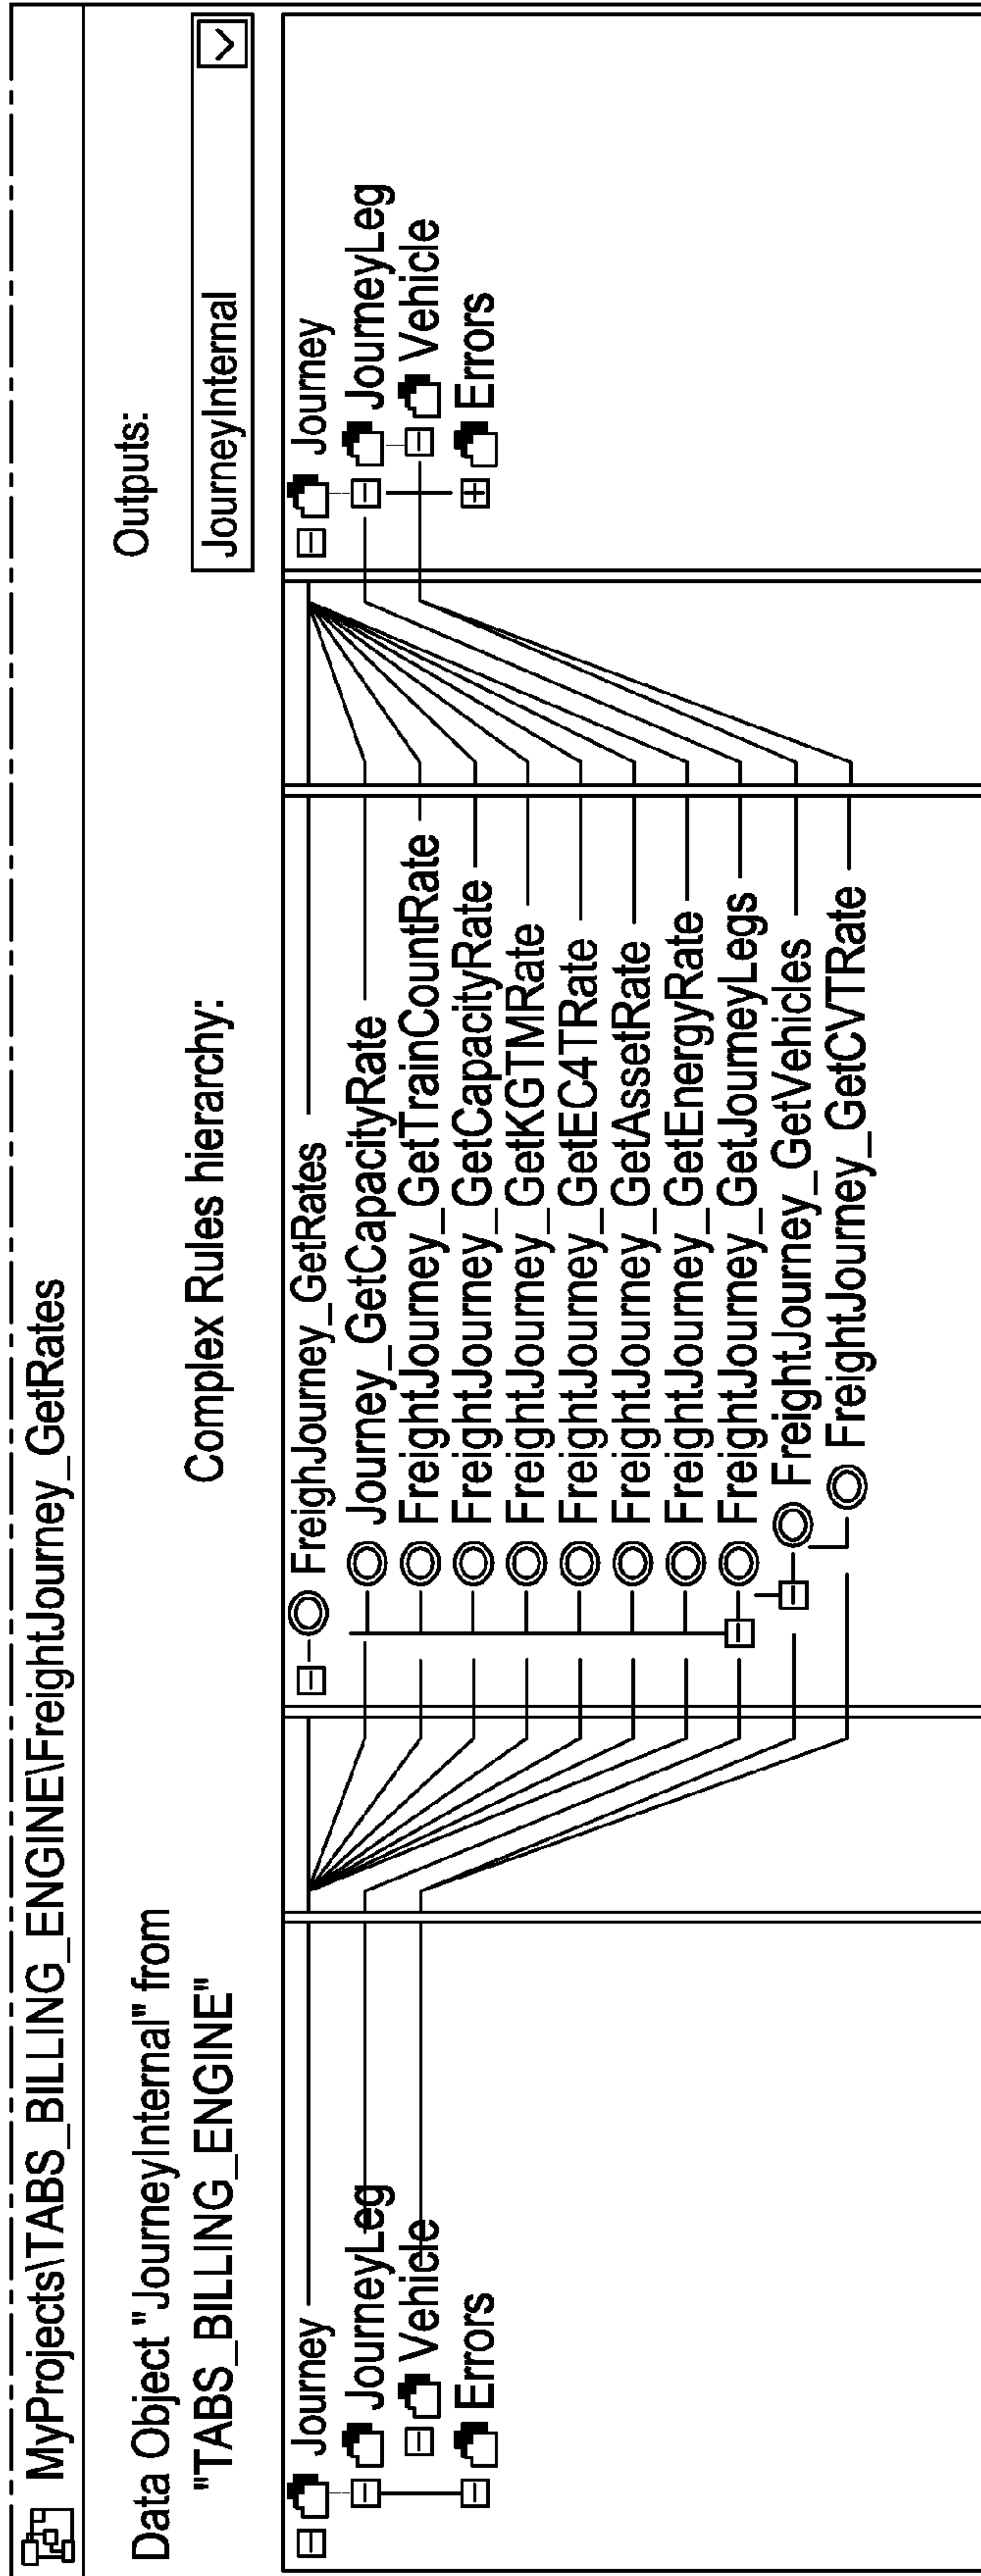 MyProjects\TABS_BILLING_ENGINE\FreightJourney_GetRates
Data Object "JourneyInternal" from
"TABS_BILLING_ENGINE"
Complex Rules hierarchy:
Outputs:
JourneyInternal
Journey
JourneyLeg
Vehicle
Errors
FreighJourney_GetRates
Journey_GetCapacityRate
FreightJourney_GetTrainCountRate
FreightJourney_GetCapacityRate
FreightJourney_GetKGTMRate
FreightJourney_GetEC4TRate
FreightJourney_GetAssetRate
FreightJourney_GetEnergyRate
FreightJourney_GetJourneyLegs
FreightJourney_GetVehicles
FreightJourney_GetCVTRate
Journey
JourneyLeg
Vehicle
Errors